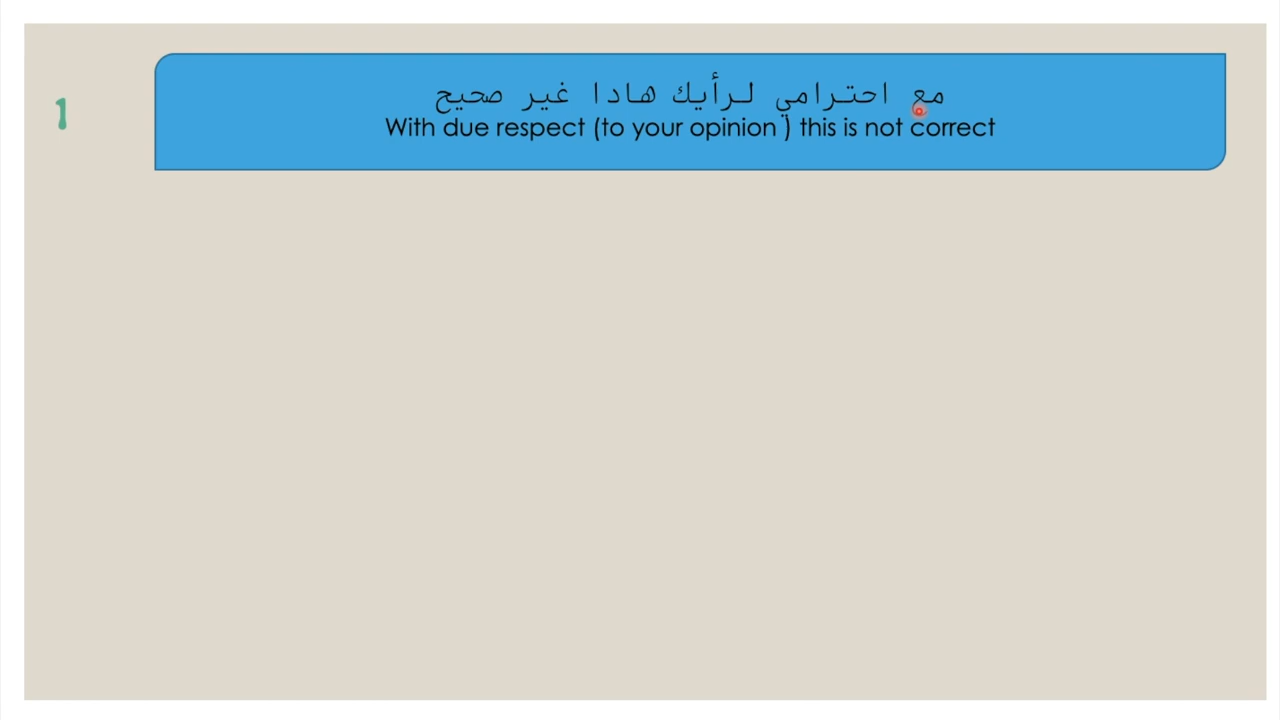 1
مع احترامي لرأيك هادا غير صحيح
With due respect (to your opinion ) this is not correct